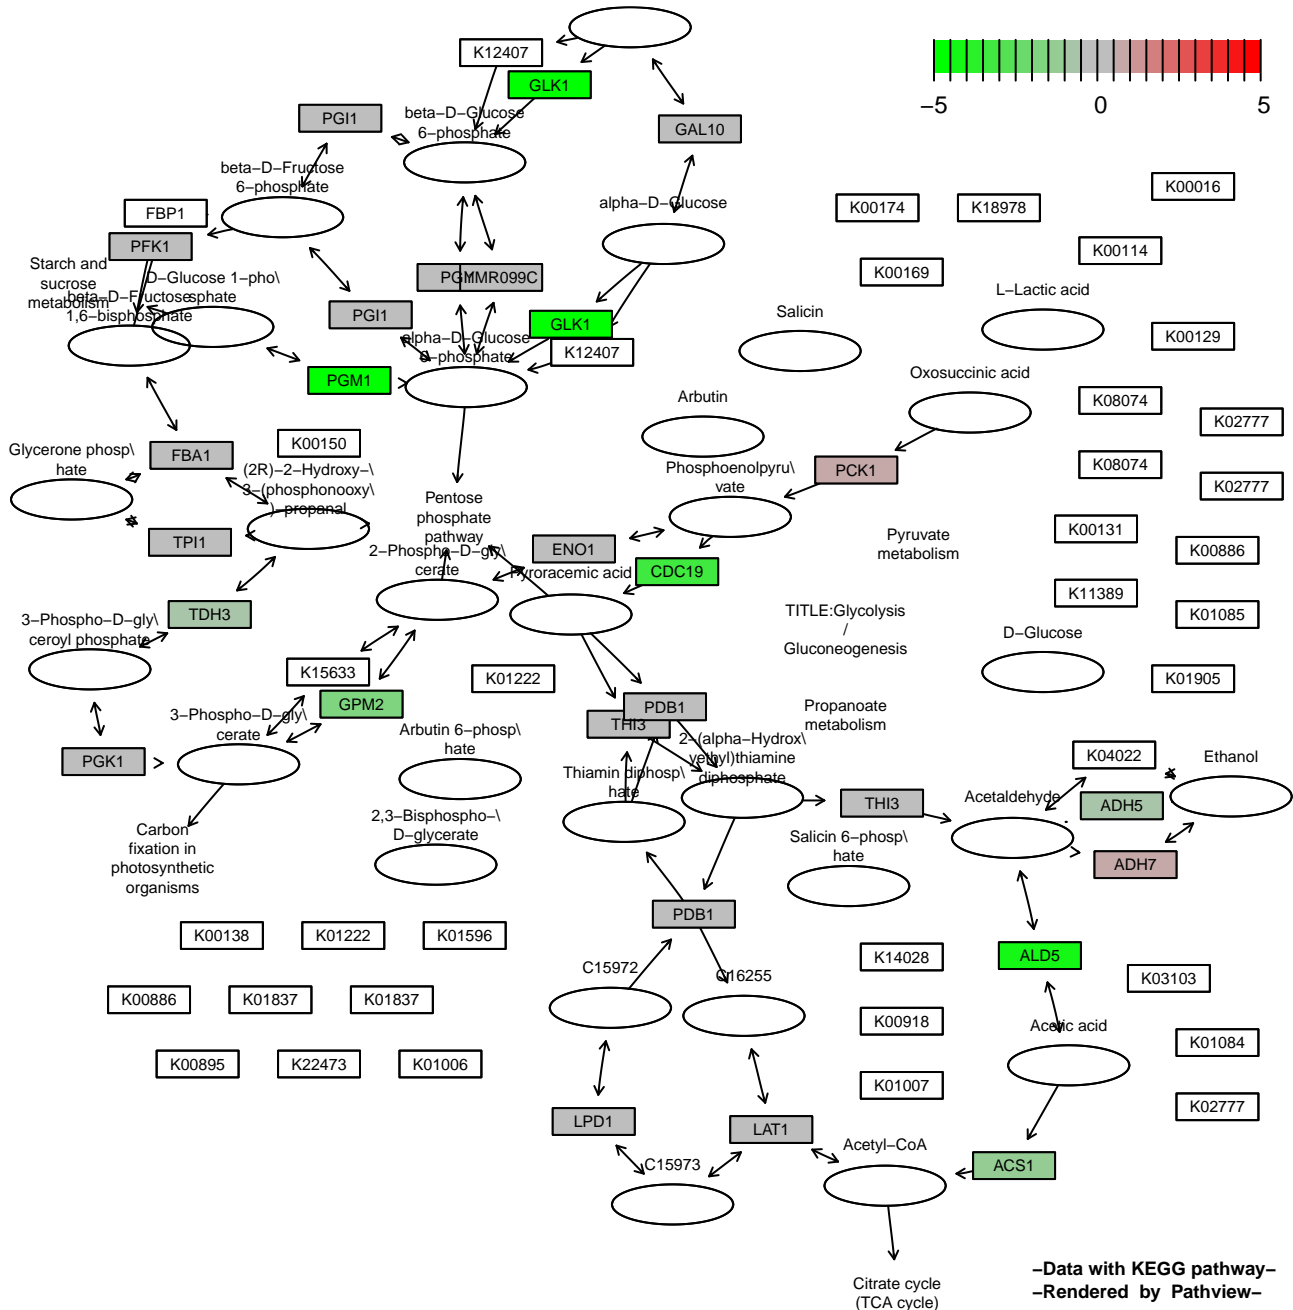 K12407
GLK1
−5
0
5
PGI1
beta−D−Glucose
6−phosphate
GAL10
beta−D−Fructose
6−phosphate
K00016
FBP1
alpha−D−Glucose
K00174
K18978
PFK1
K00114
Starch and
sucrose
metabolism
D−Glucose 1−pho\
sphate
beta−D−Fructose
1,6−bisphosphate
PGM
YMR099C
K00169
L−Lactic acid
PGI1
GLK1
Salicin
alpha−D−Glucose
6−phosphate
K12407
K00129
PGM1
Oxosuccinic acid
Arbutin
K08074
K02777
Glycerone phosp\
hate
FBA1
K00150
(2R)−2−Hydroxy−\
3−(phosphonooxy\
)−propanal
Phosphoenolpyru\
vate
PCK1
K08074
K02777
TPI1
Pentose
phosphate
pathway
ENO1
Pyruvate
metabolism
K00131
K00886
2−Phospho−D−gly\
cerate
Pyroracemic acid
CDC19
K11389
TDH3
TITLE:Glycolysis
/
Gluconeogenesis
K01085
3−Phospho−D−gly\
ceroyl phosphate
D−Glucose
K15633
K01222
K01905
GPM2
PDB1
THI3
Propanoate
metabolism
3−Phospho−D−gly\
cerate
Arbutin 6−phosp\
hate
2−(alpha−Hydrox\
yethyl)thiamine
diphosphate
PGK1
K04022
Ethanol
Thiamin diphosp\
hate
THI3
Acetaldehyde
ADH5
2,3−Bisphospho−\
D−glycerate
Salicin 6−phosp\
hate
ADH7
Carbon
fixation in
photosynthetic
organisms
PDB1
K00138
K01222
K01596
K14028
ALD5
C15972
C16255
K03103
K00886
K01837
K01837
K00918
Acetic acid
K01084
K00895
K22473
K01006
K01007
K02777
LPD1
LAT1
Acetyl−CoA
C15973
ACS1
Citrate cycle
(TCA cycle)
−Data with KEGG pathway−
−Rendered by Pathview−